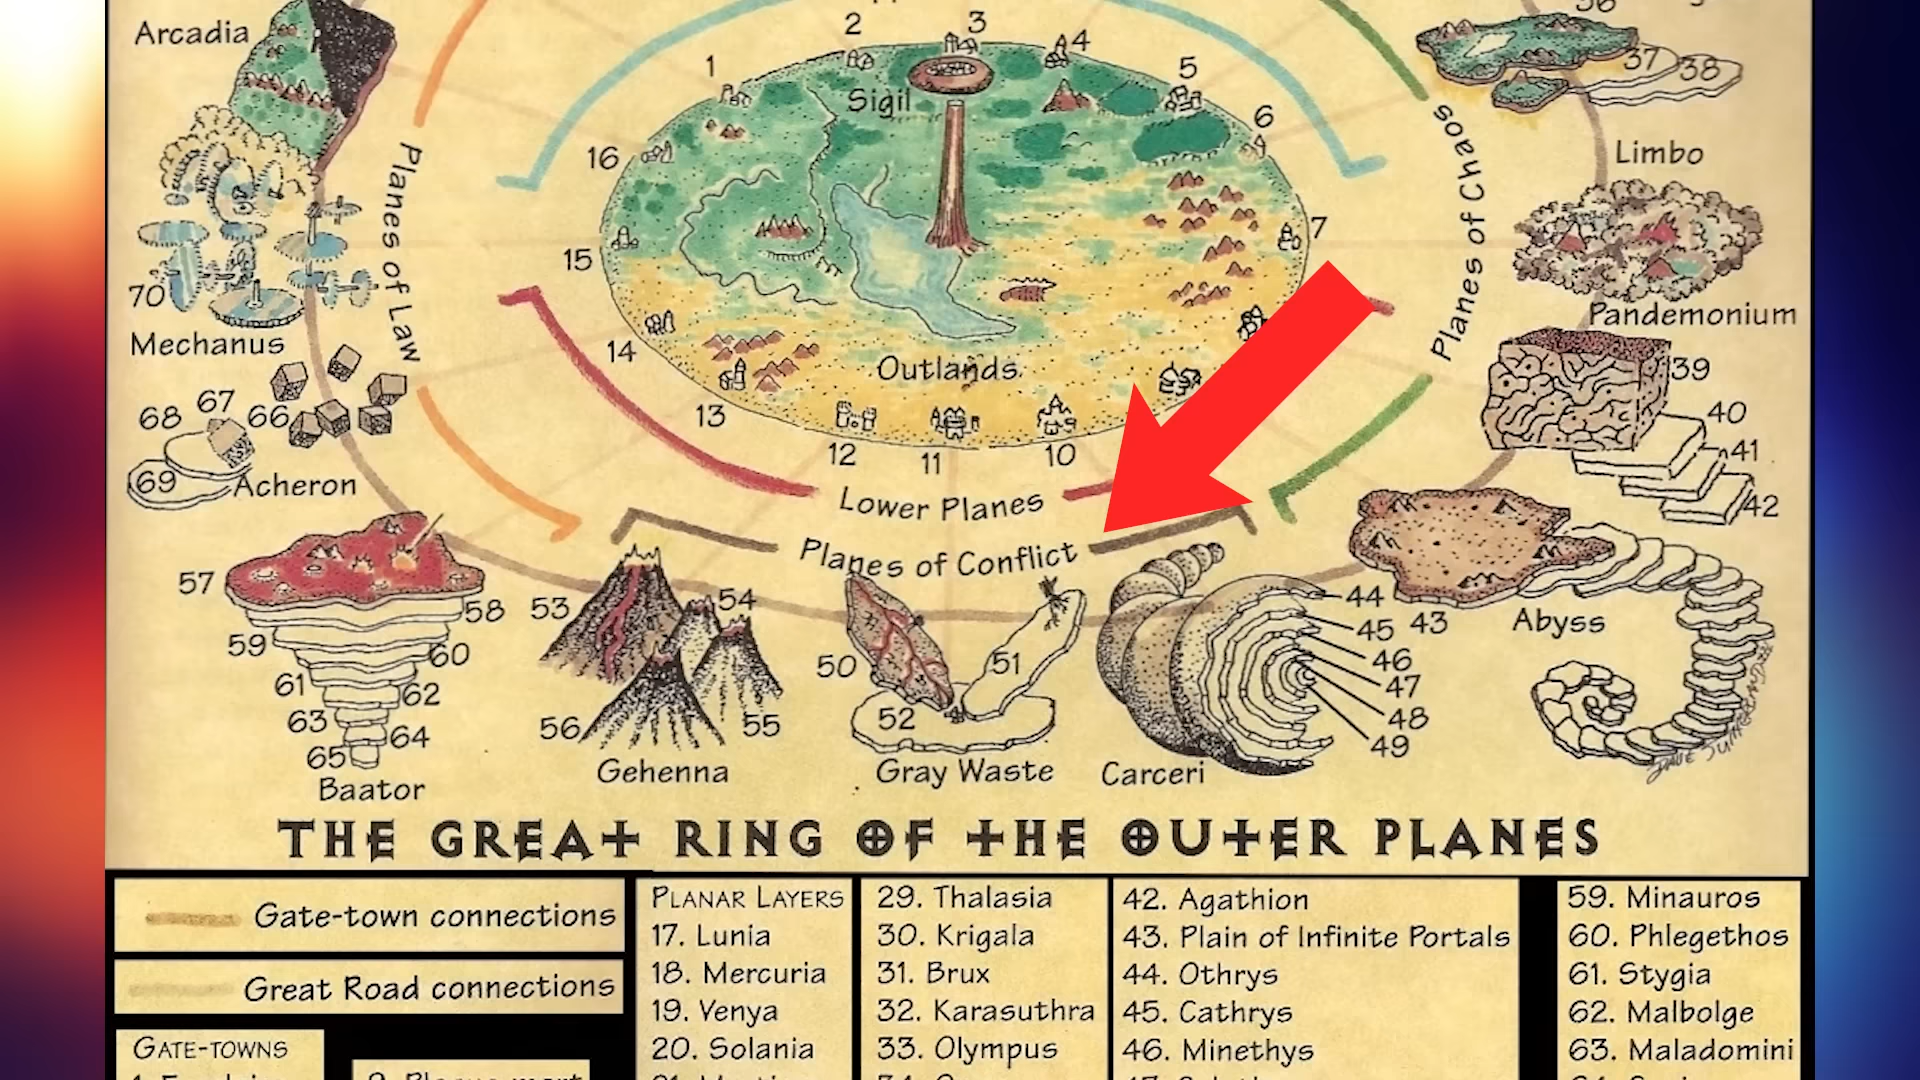 36
Arcadia
2
3
4
1
5
37
38
Sigil
6
Planes of Chaos
16
Planes of Law
Limbo
7
15
70
Pandemonium
Mechanus
14
Outlands
39
68
67
66
13
40
12
11
10
41
69
Acheron
Lower Planes
42
Planes of Conflict
57
58
53
54
44
45
43
Abyss
59
60
50
51
46
47
61
62
52
48
63
64
56
55
49
65
Gehenna
Gray Waste
Carceri
Baator
THE GREAT RING OF THE OUTER PLANES
Gate-town connections
Great Road connections
GATE-TOWNS
PLANAR LAYERS
17. Lunia
18. Mercuria
19. Venya
20. Solania
29. Thalasia
30. Krigala
31. Brux
32. Karasuthra
33. Olympus
42. Agathion
43. Plain of Infinite Portals
44. Othrys
45. Cathrys
46. Minethys
59. Minauros
60. Phlegethos
61. Stygia
62. Malbolge
63. Maladomini